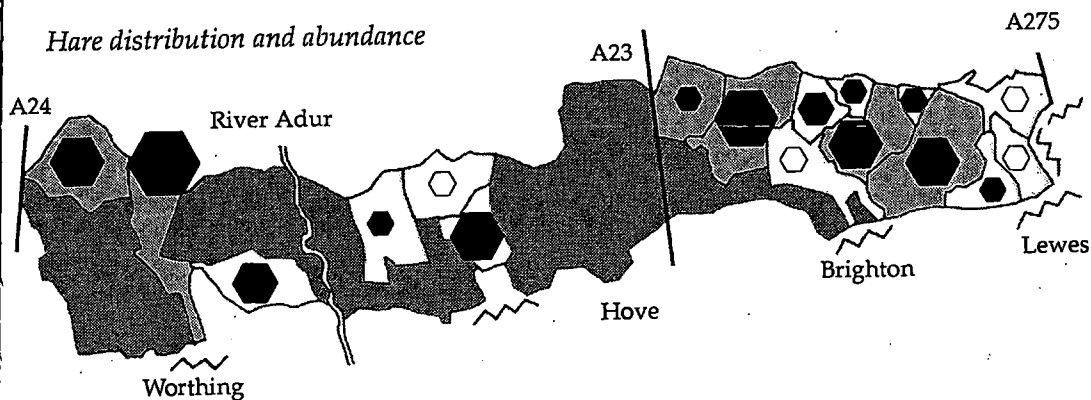 Hare distribution and abundance
A275
A23
A24
River Adur
Lewes
Brighton
Hove
Worthing